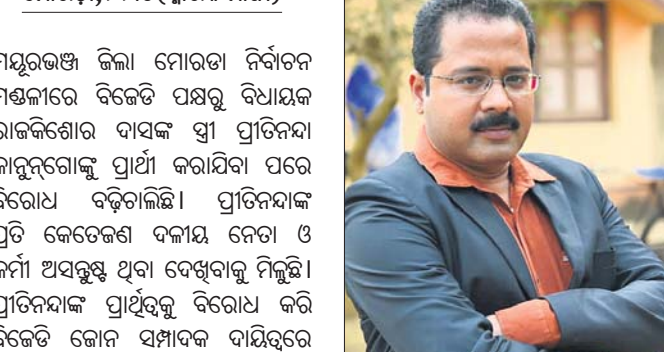 ମୟୂରଭଞ୍ଜ ଜିଲା ମୋରଡା ନିର୍ବାଚନ
ମଣ୍ଡଳୀରେ ବିଜେଡି ପକ୍ଷରୁ ବିଧାୟକ
ରାଜକିଶୋର ଦାସଙ୍କ ସ୍ତ୍ରୀ ପ୍ରୀତିନନ୍ଦା
କାନୁନ୍‌ଗୋଙ୍କୁ ପ୍ରାର୍ଥୀ କରାଯିବା ପରେ
ବିରୋଧ ବଢ଼ିଚାଲିଛି। ପ୍ରୀତିନନ୍ଦାଙ୍କ
ପ୍ରତି କେତେଜଣ ଦଳୀୟ ନେତା ଓ
କର୍ମୀ ଅସନ୍ତୁଷ୍ଟ ଥିବା ଦେଖିବାକୁ ମିଳୁଛି।
ପ୍ରୀତିନନ୍ଦାଙ୍କ ପ୍ରାର୍ଥିତ୍ୱକୁ ବିରୋଧ କରି
ବିଜେଡି ଜୋନ ସମ୍ପାଦକ ଦାୟିତ୍ୱରେ